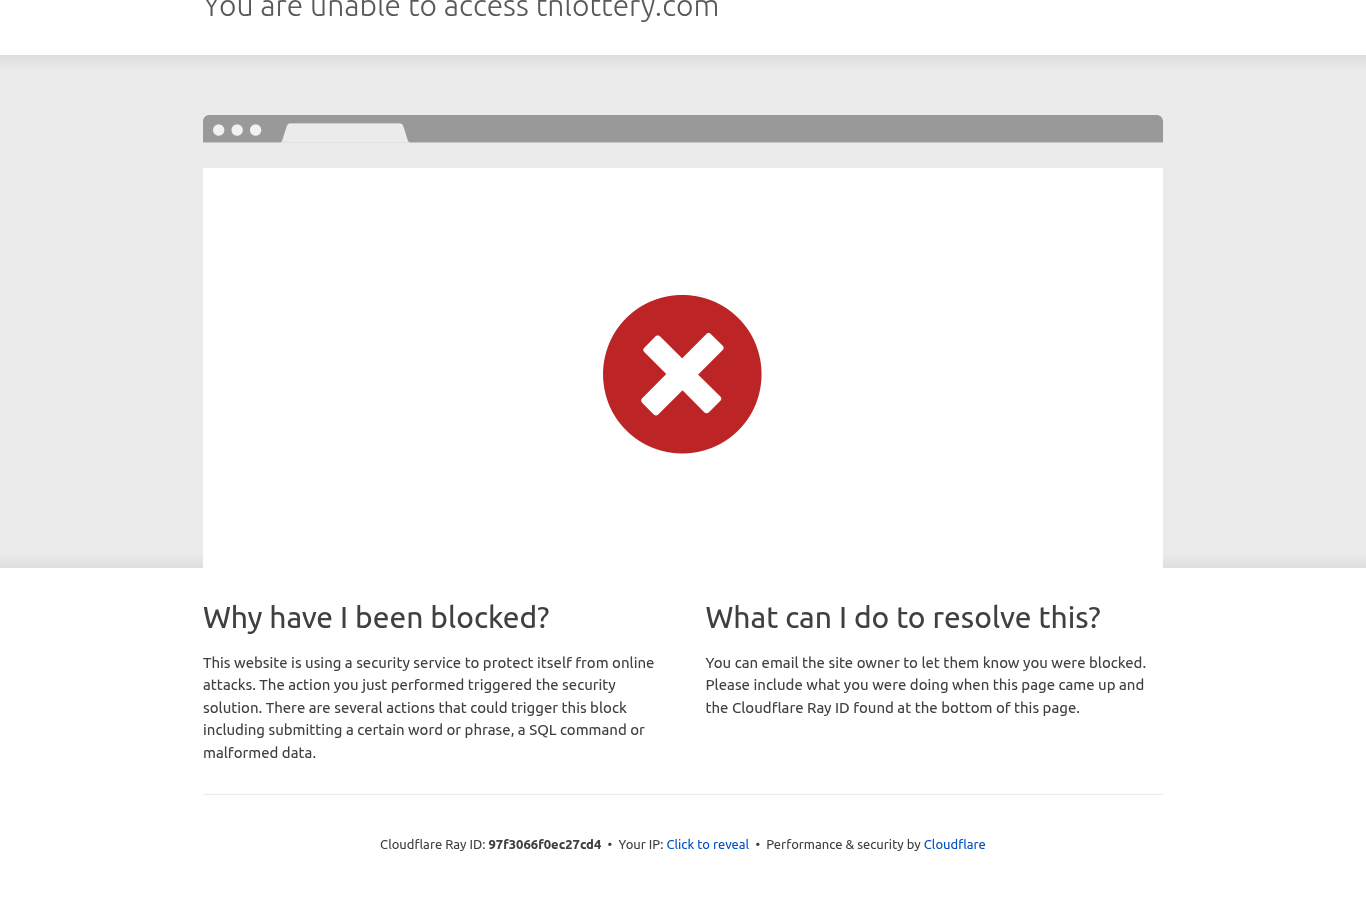 You are unable to access tnlottery.com
Why have I been blocked?
This website is using a security service to protect itself from online
attacks. The action you just performed triggered the security
solution. There are several actions that could trigger this block
including submitting a certain word or phrase, a SQL command or
malformed data.
What can I do to resolve this?
You can email the site owner to let them know you were blocked.
Please include what you were doing when this page came up and
the Cloudflare Ray ID found at the bottom of this page.
Cloudflare Ray ID: 97f3066f0ec27cd4 • Your IP: Click to reveal • Performance & security by Cloudflare